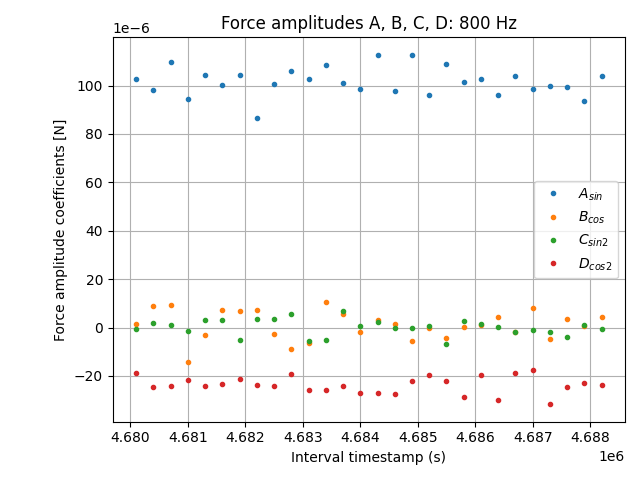 Force amplitudes A, B, C, D: 800 Hz
1e−6
Force amplitude coefficients [N]
100
80
60
40
20
0
−20
A_sin
B_cos
C_sin2
D_cos2
4.680 4.681 4.682 4.683 4.684 4.685 4.686 4.687 4.688
1e6
Interval timestamp (s)